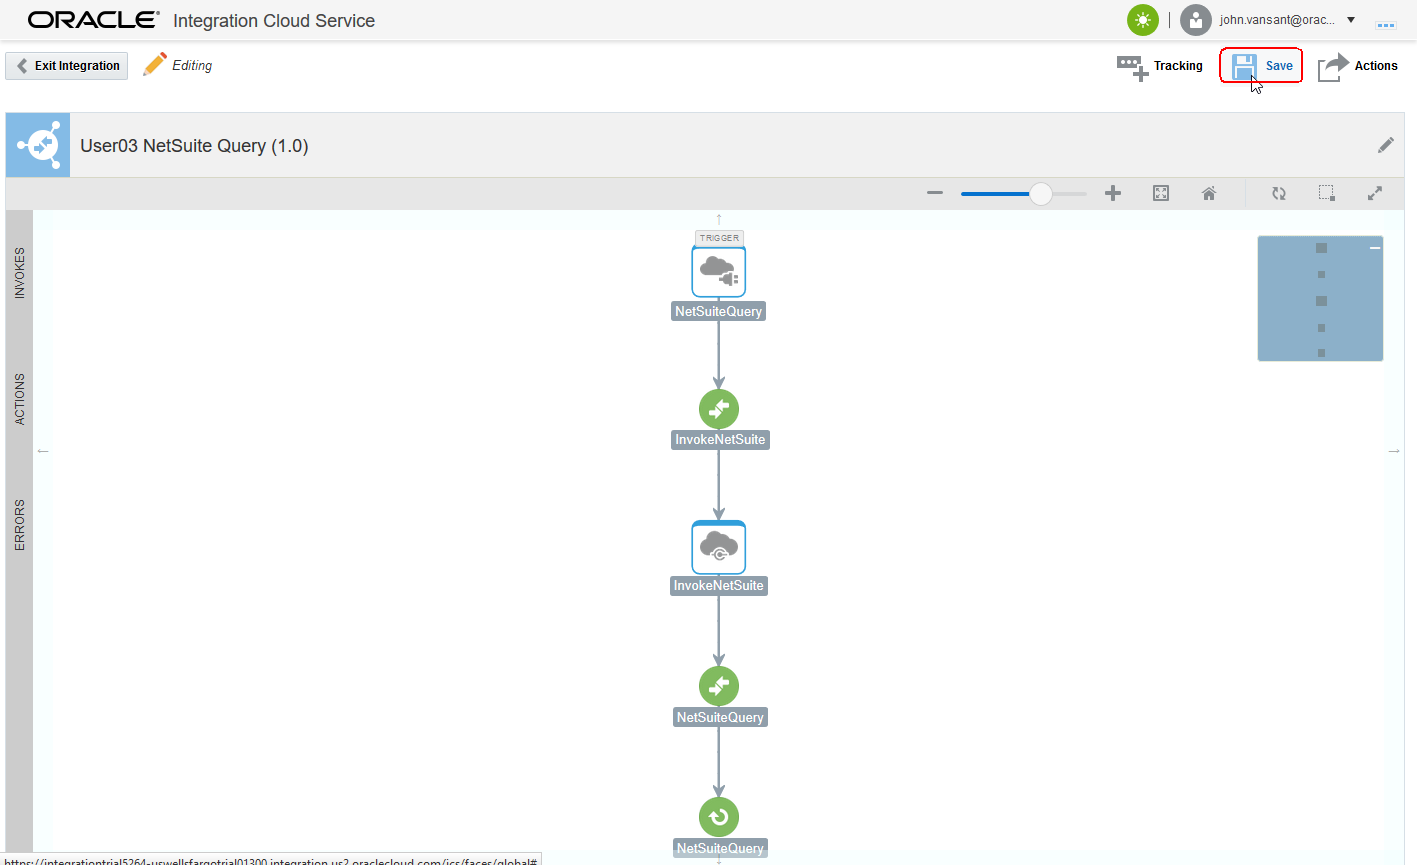 ORACLE Integration Cloud Service
john.vansant@orac...
Exit Integration
Editing
Tracking
Save
Actions
User03 NetSuite Query (1.0)
INVOKES
ACTIONS
ERRORS
TRIGGER
NetSuiteQuery
InvokeNetSuite
InvokeNetSuite
NetSuiteQuery
NetSuiteQuery
https://integrationtrial5264-uswellsfargotrial01300.integration.us2.oraclecloud.com/ics/faces/global#